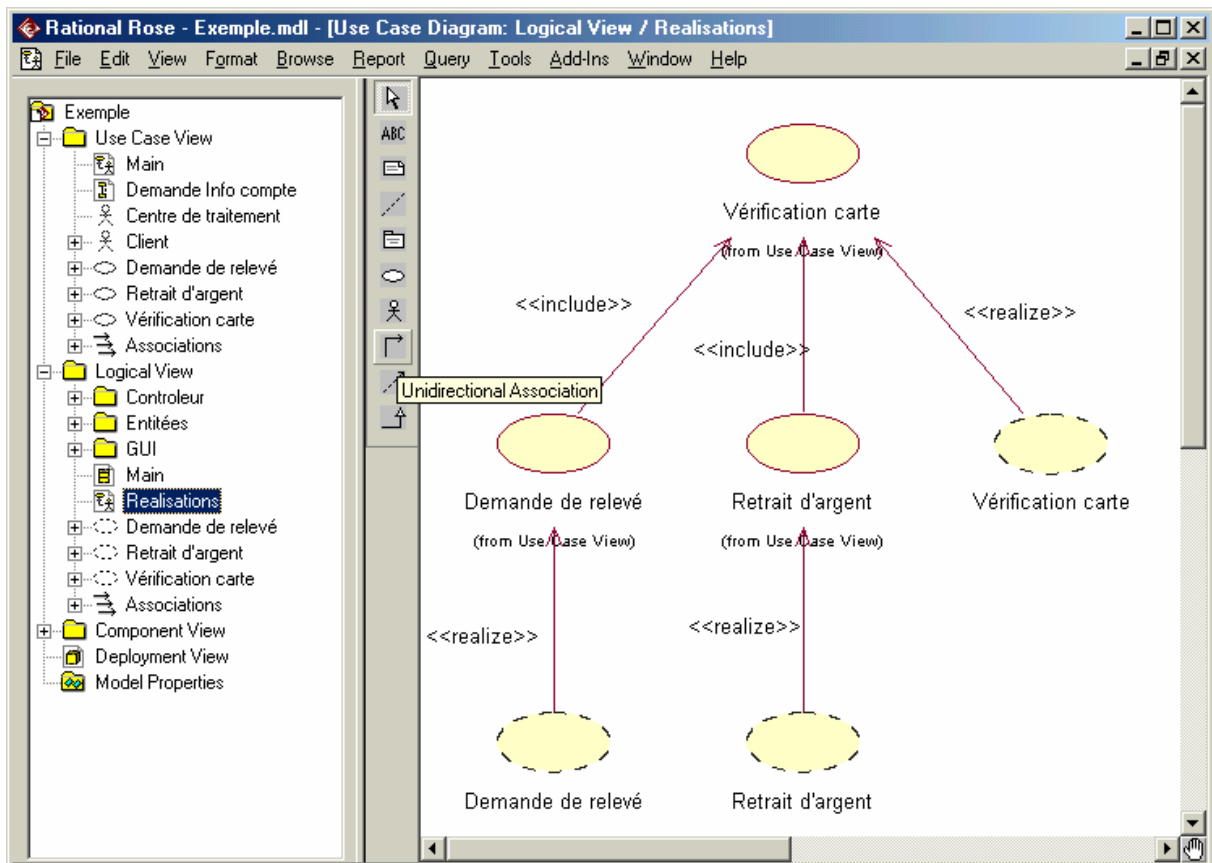 Rational Rose - Exemple.mdl - [Use Case Diagram: Logical View / Realisations]
File Edit View Format Browse Report Query Tools Add-Ins Window Help
Exemple
Use Case View
Main
Demande Info compte
Centre de traitement
Client
Demande de relevé
Retrait d'argent
Vérification carte
Associations
Logical View
Controleur
Entitées
GUI
Main
Realisations
Demande de relevé
Retrait d'argent
Vérification carte
Associations
Component View
Deployment View
Model Properties
ABC
Unidirectional Association
Vérification carte
(from Use Case View)
<<include>>
<<realize>>
<<include>>
Demande de relevé
Retrait d'argent
Vérification carte
(from Use Case View)
(from Use Case View)
<<realize>>
<<realize>>
Demande de relevé
Retrait d'argent